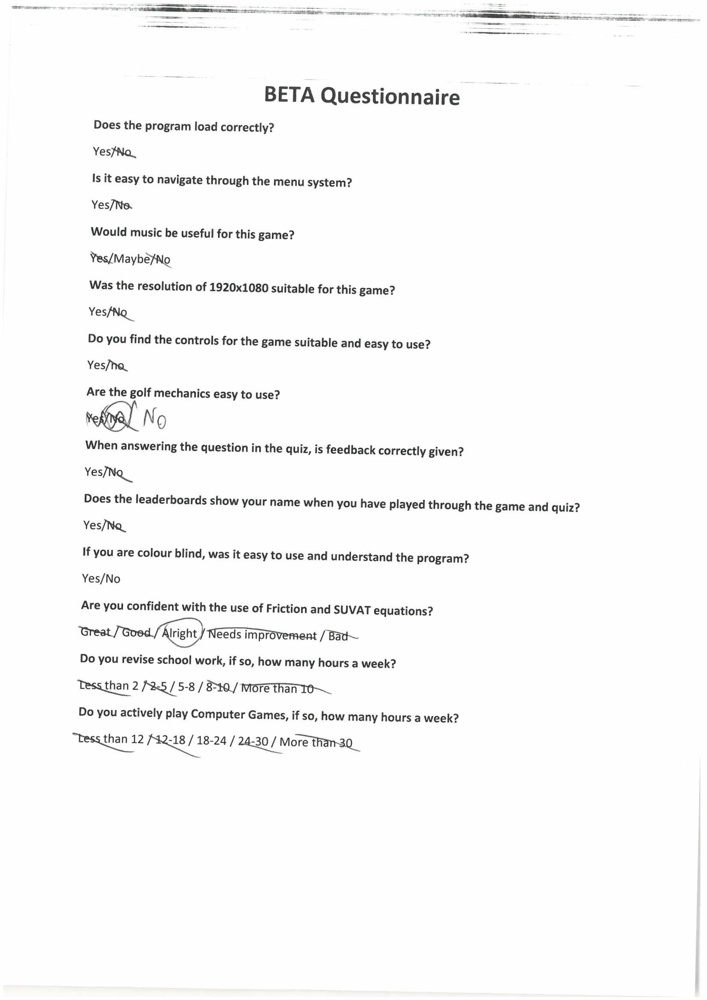 BETA Questionnaire
Does the program load correctly?
Yes/No
Is it easy to navigate through the menu system?
Yes/No
Would music be useful for this game?
Yes/Maybe/No
Was the resolution of 1920x1080 suitable for this game?
Yes/No
Do you find the controls for the game suitable and easy to use?
Yes/no
Are the golf mechanics easy to use?
Yes/No No
When answering the question in the quiz, is feedback correctly given?
Yes/No
Does the leaderboards show your name when you have played through the game and quiz?
Yes/No
If you are colour blind, was it easy to use and understand the program?
Yes/No
Are you confident with the use of Friction and SUVAT equations?
Great / Good / Alright / Needs improvement / Bad
Do you revise school work, if so, how many hours a week?
Less than 2 / 2-5 / 5-8 / 8-10 / More than 10
Do you actively play Computer Games, if so, how many hours a week?
Less than 12 / 12-18 / 18-24 / 24-30 / More than 30